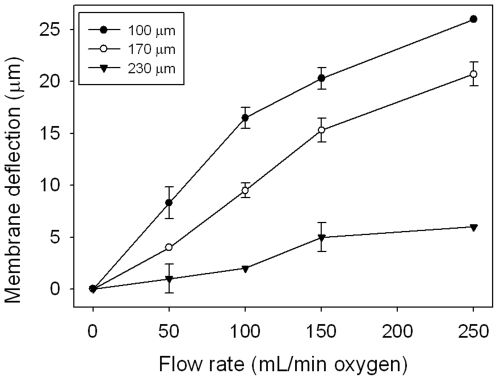 Membrane deflection (μm)
25
20
15
10
5
0
100 μm
170 μm
230 μm
0 50 100 150 200 250
Flow rate (mL/min oxygen)